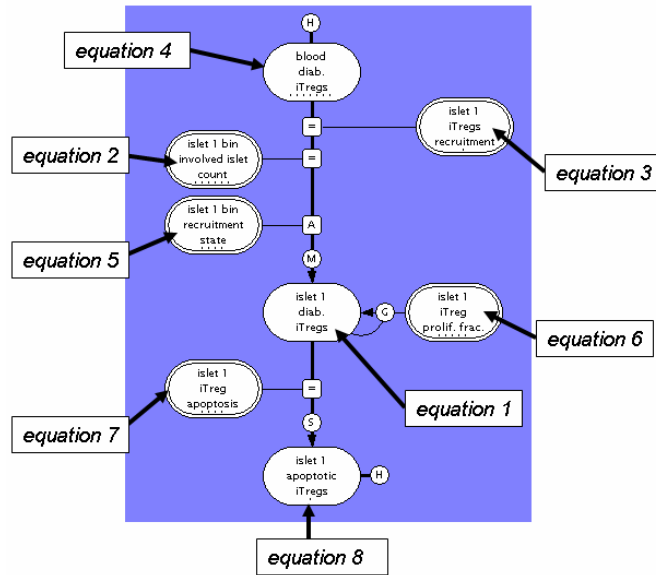 H
equation 4
blood
diab.
iTregs
=
islet 1
iTregs
recruitment
equation 2
islet 1 bin
involved islet
count
=
equation 3
islet 1 bin
recruitment
state
A
equation 5
M
islet 1
diab.
iTregs
G
islet 1
iTreg
prolif. frac.
equation 6
islet 1
iTreg
apoptosis
=
equation 1
equation 7
S
islet 1
apoptotic
iTregs
H
equation 8